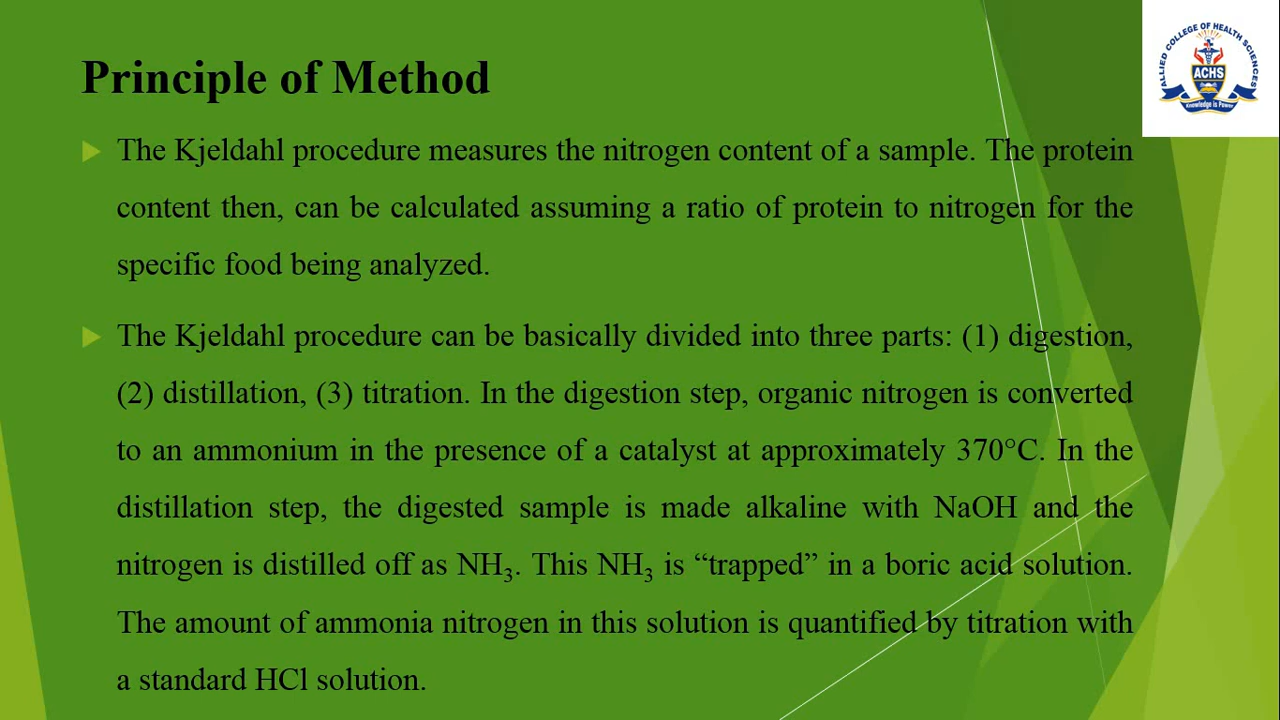 ALLIED COLLEGE OF HEALTH SCIENCES
ACHS
Knowledge is Power
Principle of Method
The Kjeldahl procedure measures the nitrogen content of a sample. The protein
content then, can be calculated assuming a ratio of protein to nitrogen for the
specific food being analyzed.
The Kjeldahl procedure can be basically divided into three parts: (1) digestion,
(2) distillation, (3) titration. In the digestion step, organic nitrogen is converted
to an ammonium in the presence of a catalyst at approximately 370°C. In the
distillation step, the digested sample is made alkaline with NaOH and the
nitrogen is distilled off as NH₃. This NH₃ is “trapped” in a boric acid solution.
The amount of ammonia nitrogen in this solution is quantified by titration with
a standard HCl solution.